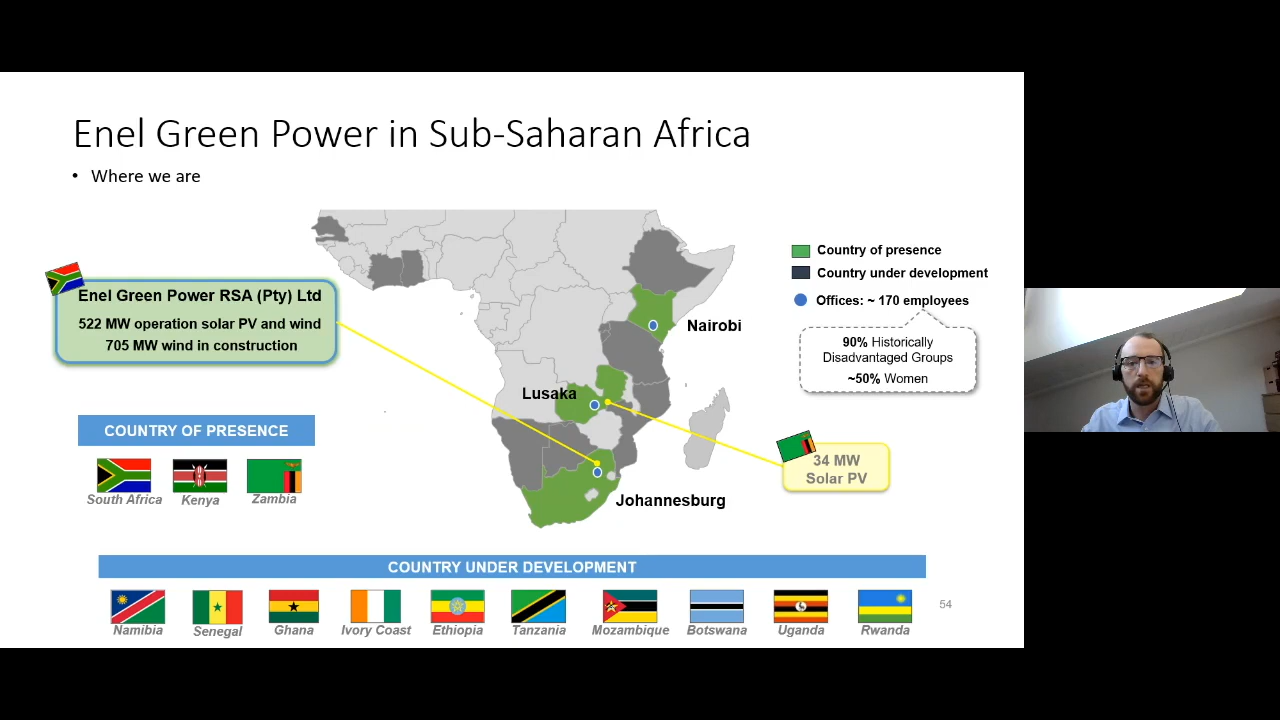 Enel Green Power in Sub-Saharan Africa
• Where we are
Enel Green Power RSA (Pty) Ltd
522 MW operation solar PV and wind
705 MW wind in construction
Country of presence
Country under development
Offices: ~ 170 employees
90% Historically
Disadvantaged Groups
~50% Women
Nairobi
Lusaka
Johannesburg
34 MW
Solar PV
COUNTRY OF PRESENCE
South Africa
Kenya
Zambia
COUNTRY UNDER DEVELOPMENT
Namibia
Senegal
Ghana
Ivory Coast
Ethiopia
Tanzania
Mozambique
Botswana
Uganda
Rwanda
54